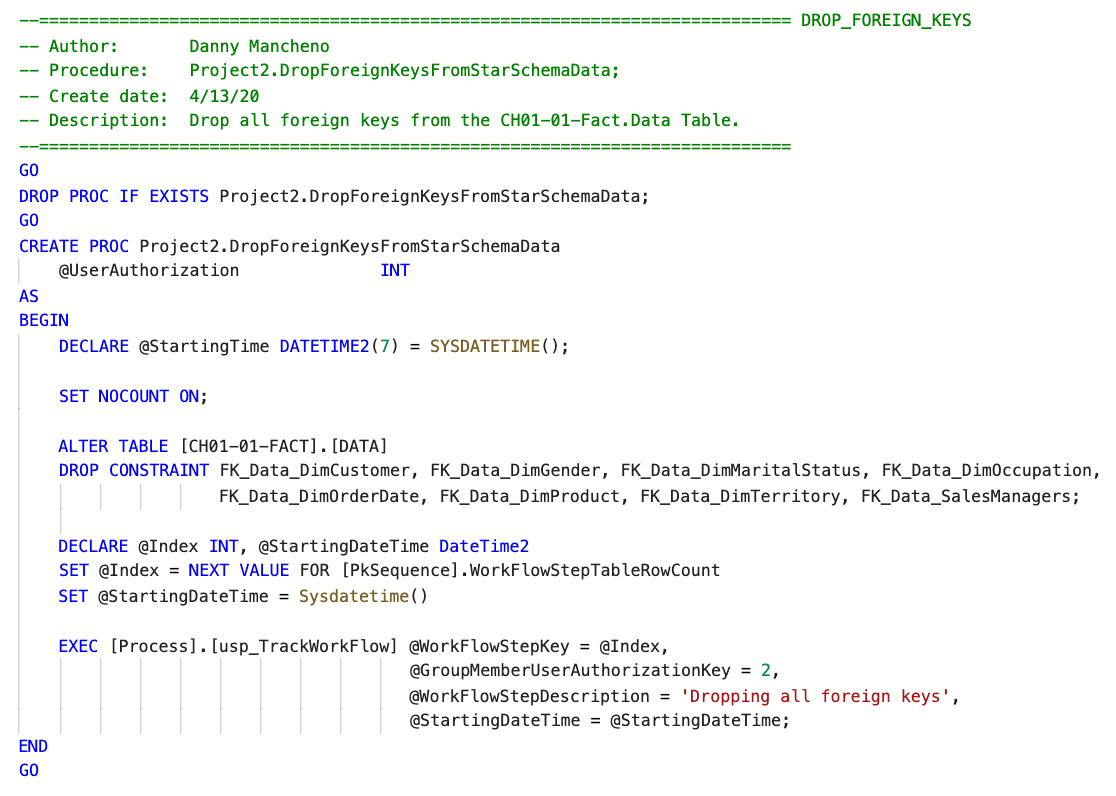 --=========================================================================== DROP_FOREIGN_KEYS
-- Author:       Danny Mancheno
-- Procedure:    Project2.DropForeignKeysFromStarSchemaData;
-- Create date:  4/13/20
-- Description:  Drop all foreign keys from the CH01-01-Fact.Data Table.
--===========================================================================
GO
DROP PROC IF EXISTS Project2.DropForeignKeysFromStarSchemaData;
GO
CREATE PROC Project2.DropForeignKeysFromStarSchemaData
    @UserAuthorization              INT
AS
BEGIN
    DECLARE @StartingTime DATETIME2(7) = SYSDATETIME();
    SET NOCOUNT ON;
    ALTER TABLE [CH01-01-FACT].[DATA]
    DROP CONSTRAINT FK_Data_DimCustomer, FK_Data_DimGender, FK_Data_DimMaritalStatus, FK_Data_DimOccupation,
                    FK_Data_DimOrderDate, FK_Data_DimProduct, FK_Data_DimTerritory, FK_Data_SalesManagers;
    DECLARE @Index INT, @StartingDateTime DateTime2
    SET @Index = NEXT VALUE FOR [PkSequence].WorkFlowStepTableRowCount
    SET @StartingDateTime = Sysdatetime()
    EXEC [Process].[usp_TrackWorkFlow] @WorkFlowStepKey = @Index,
                                       @GroupMemberUserAuthorizationKey = 2,
                                       @WorkFlowStepDescription = 'Dropping all foreign keys',
                                       @StartingDateTime = @StartingDateTime;
END
GO